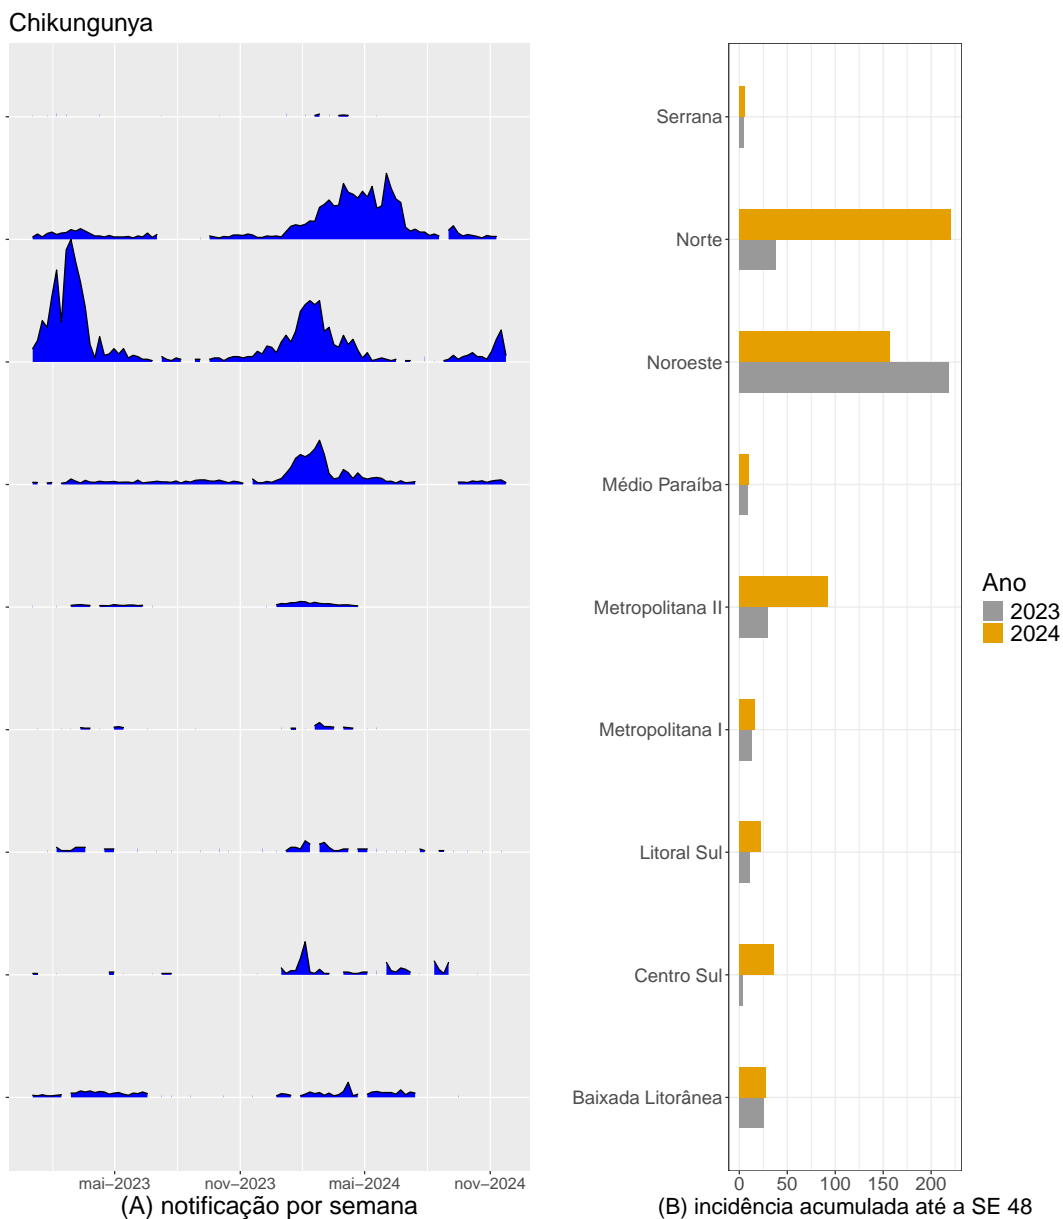 Chikungunya
Serrana
Norte
Noroeste
Médio Paraíba
Metropolitana II
Metropolitana I
Litoral Sul
Centro Sul
Baixada Litorânea
Ano
2023
2024
mai–2023 nov–2023 mai–2024 nov–2024
0 50 100 150 200
(A) notificação por semana
(B) incidência acumulada até a SE 48